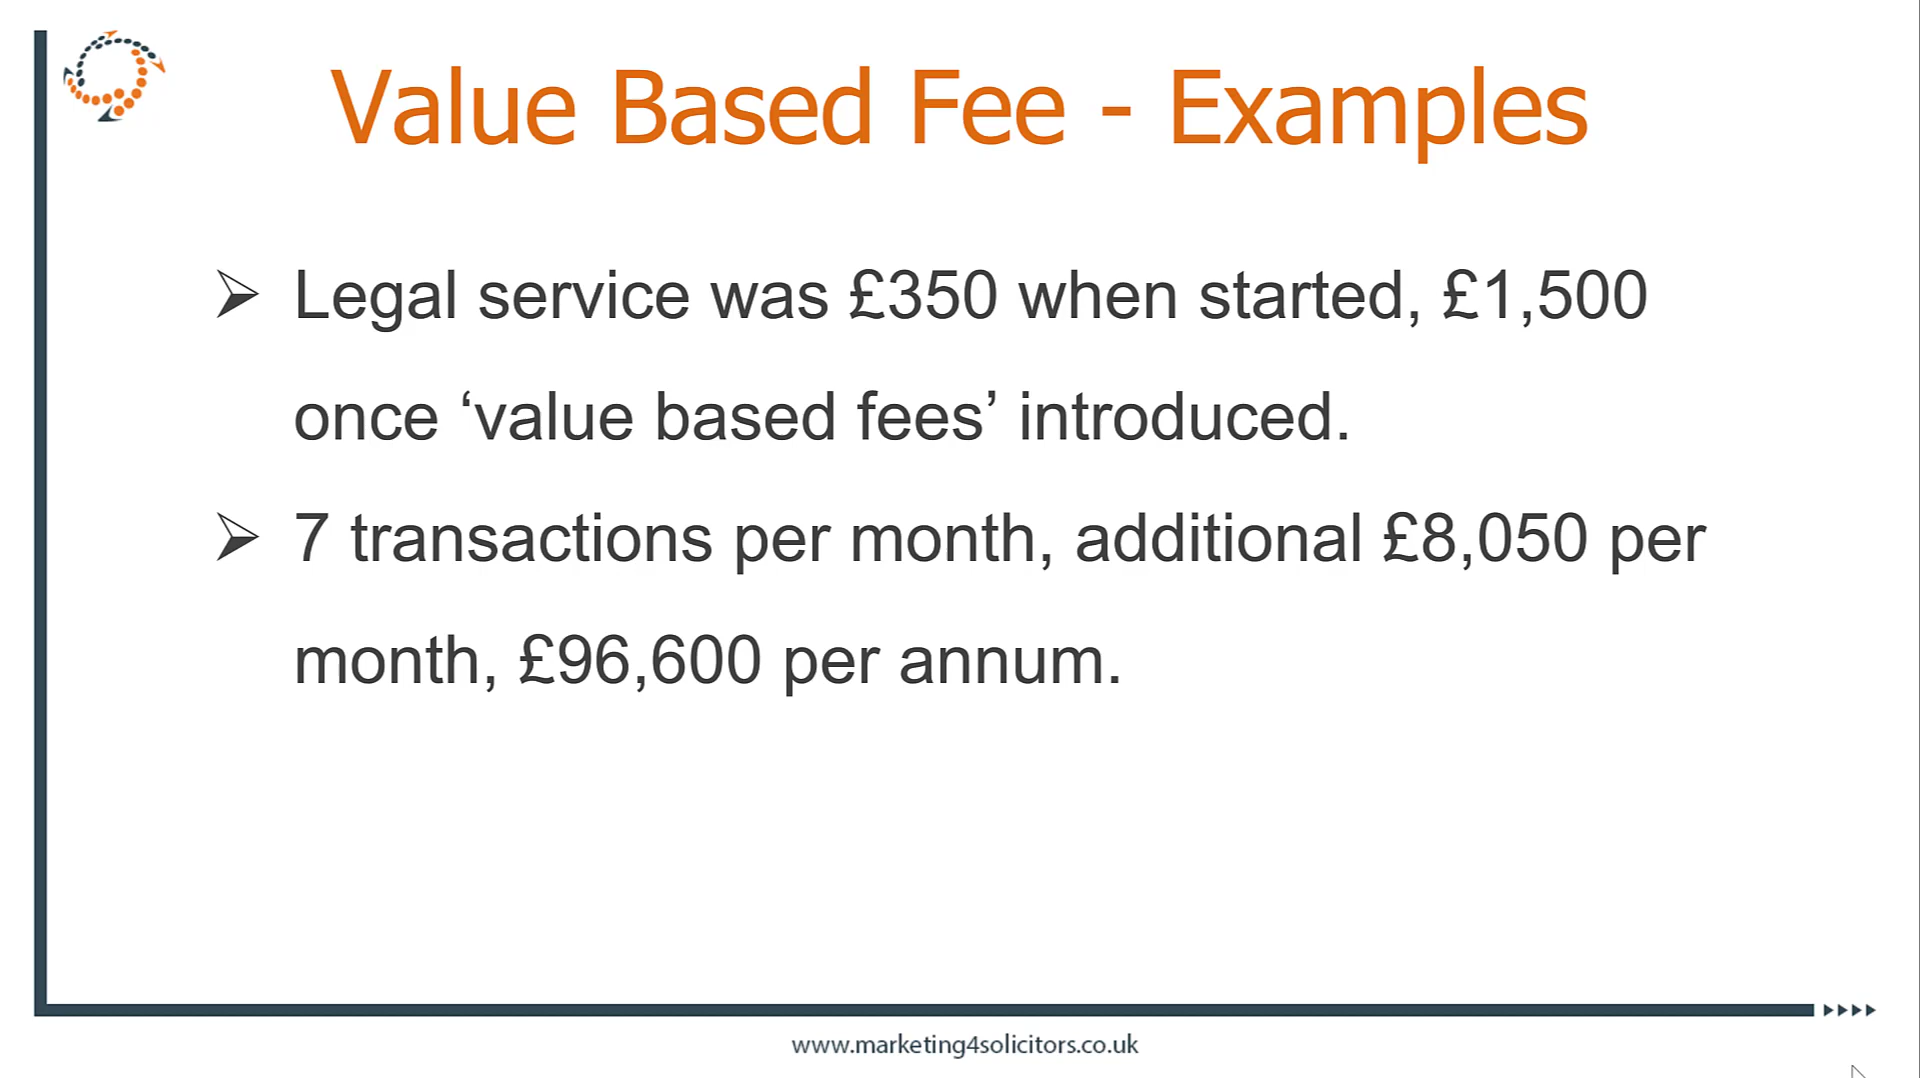 Value Based Fee - Examples
➢ Legal service was £350 when started, £1,500
once ‘value based fees’ introduced.
➢ 7 transactions per month, additional £8,050 per
month, £96,600 per annum.
www.marketing4solicitors.co.uk